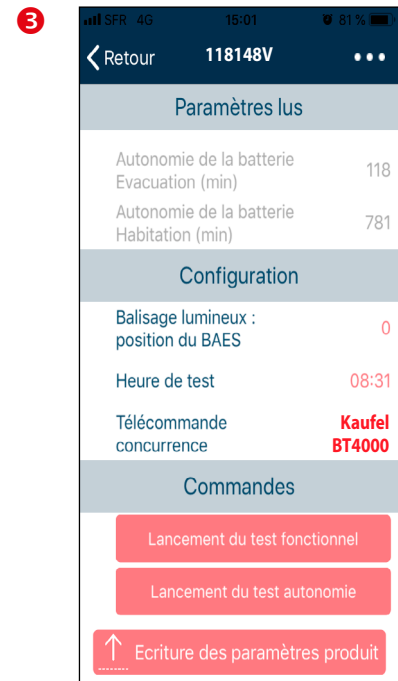 3
SFR 4G 15:01 81 %
Retour 118148V •••
Paramètres lus
Autonomie de la batterie
Evacuation (min) 118
Autonomie de la batterie
Habitation (min) 781
Configuration
Balisage lumineux :
position du BAES 0
Heure de test 08:31
Télécommande Kaufel
concurrence BT4000
Commandes
Lancement du test fonctionnel
Lancement du test autonomie
Ecriture des paramètres produit